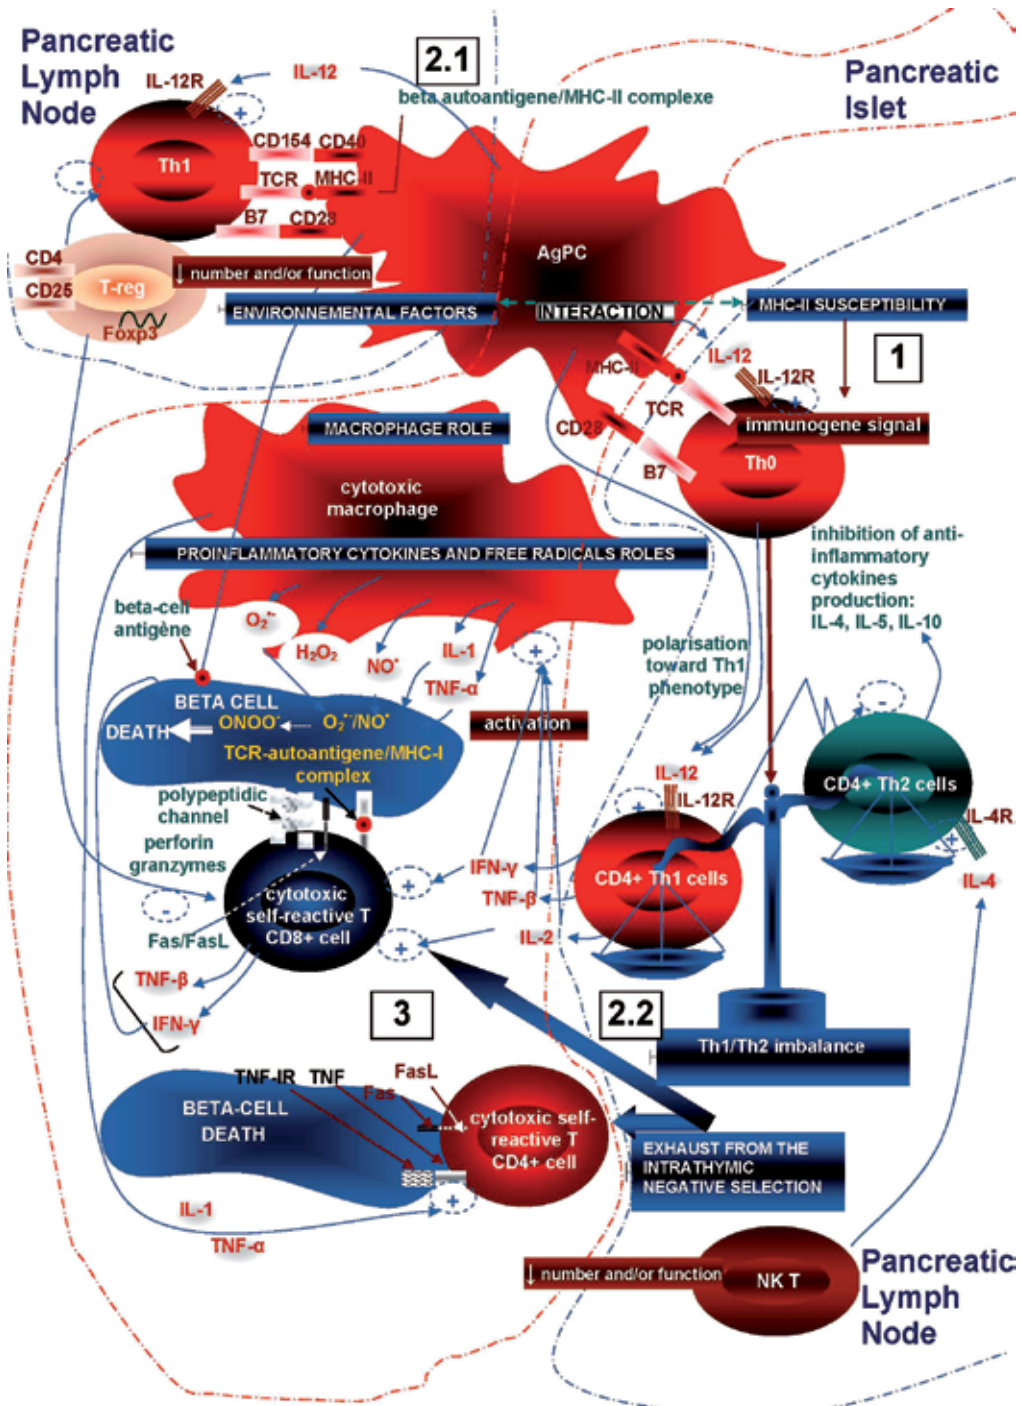 Pancreatic
Lymph
Node
IL-12R
IL-12
2.1
beta autoantigene/MHC-II complexe
Pancreatic
Islet
+
CD154
CD40
Th1
-
TCR
MHC-II
B7
CD28
CD4
CD25
T-reg
Foxp3
↓ number and/or function
AgPC
ENVIRONNEMENTAL FACTORS
INTERACTION
MHC-II SUSCEPTIBILITY
1
MHC-II
IL-12
IL-12R
+
TCR
CD28
B7
immunogene signal
Th0
MACROPHAGE ROLE
cytotoxic
macrophage
PROINFLAMMATORY CYTOKINES AND FREE RADICALS ROLES
inhibition of anti-
inflammatory
cytokines
production:
IL-4, IL-5, IL-10
beta-cell
antigène
O₂•-
H₂O₂
NO•
IL-1
TNF-α
+
polarisation
toward Th1
phenotype
BETA CELL
DEATH
ONOO-
O₂•-/NO•
activation
TCR-autoantigene/MHC-I
complex
-
CD4+ Th2 cells
IL-12
IL-12R
+
IL-4R
+
IL-4
polypeptidic
channel
perforin
granzymes
cytotoxic
self-reactive T
CD8+ cell
+
IFN-γ
TNF-β
IL-2
CD4+ Th1 cells
-
Fas/FasL
+
TNF-β
IFN-γ
3
2.2
Th1/Th2 imbalance
TNF-IR
TNF
FasL
Fas
BETA-CELL
DEATH
cytotoxic self-
reactive T
CD4+ cell
+
EXHAUST FROM THE
INTRATHYMIC
NEGATIVE SELECTION
IL-1
TNF-α
↓ number and/or function
NK T
Pancreatic
Lymph
Node